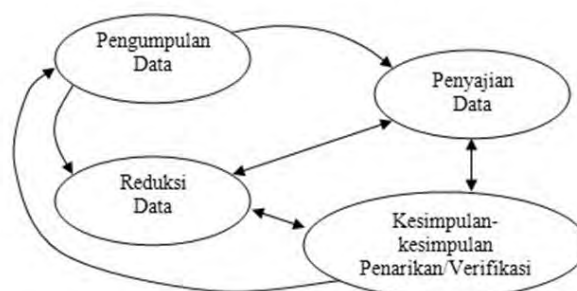 Pengumpulan
Data
Penyajian
Data
Reduksi
Data
Kesimpulan-
kesimpulan
Penarikan/Verifikasi